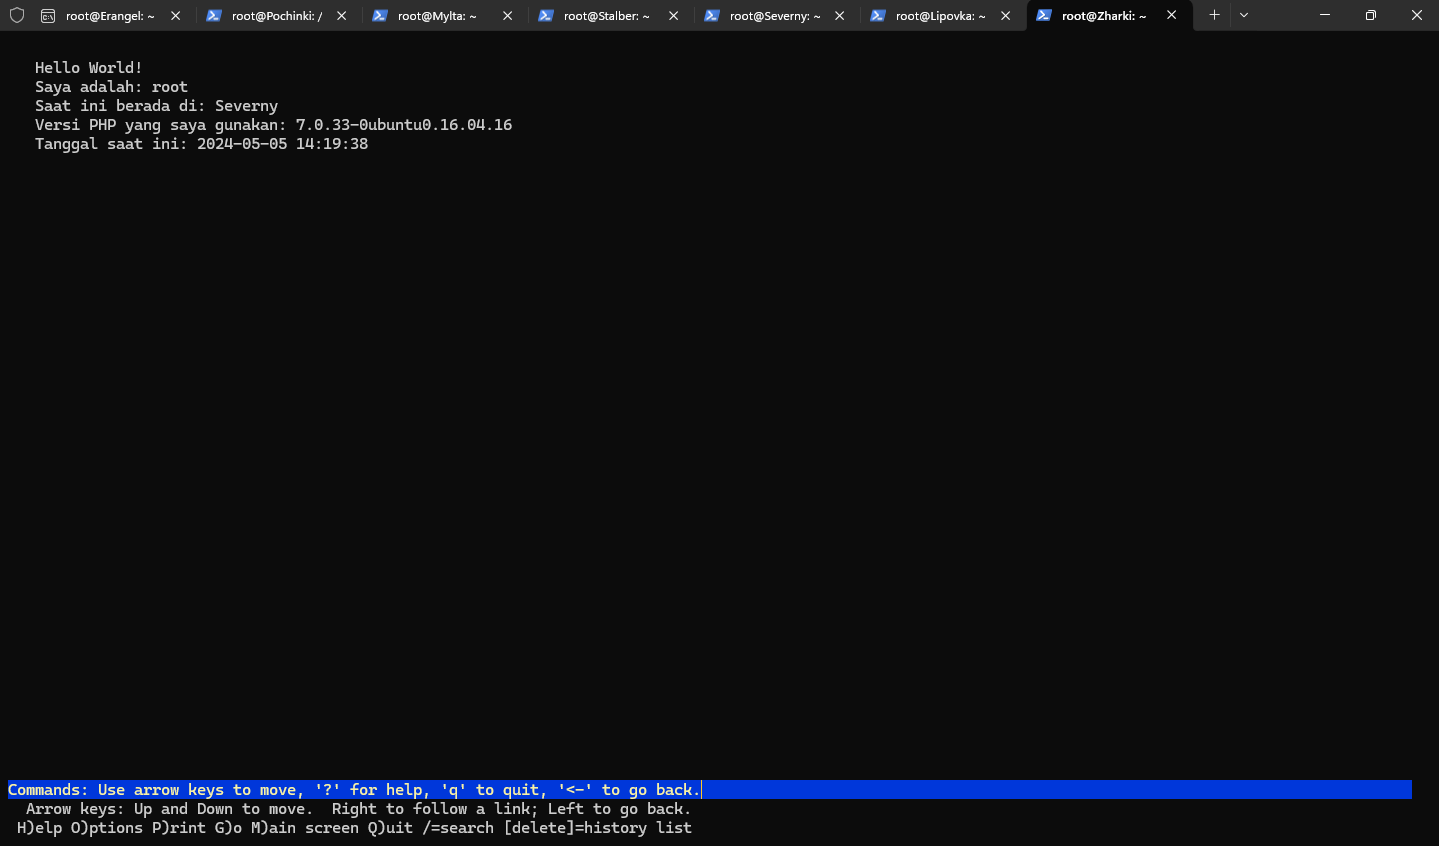 root@Erangel: ~ root@Pochinki: / root@Mylta: ~ root@Stalber: ~ root@Severny: ~ root@Lipovka: ~ root@Zharki: ~
Hello World!
Saya adalah: root
Saat ini berada di: Severny
Versi PHP yang saya gunakan: 7.0.33-0ubuntu0.16.04.16
Tanggal saat ini: 2024-05-05 14:19:38
Commands: Use arrow keys to move, '?' for help, 'q' to quit, '<-' to go back.
Arrow keys: Up and Down to move.  Right to follow a link; Left to go back.
H)elp O)ptions P)rint G)o M)ain screen Q)uit /=search [delete]=history list